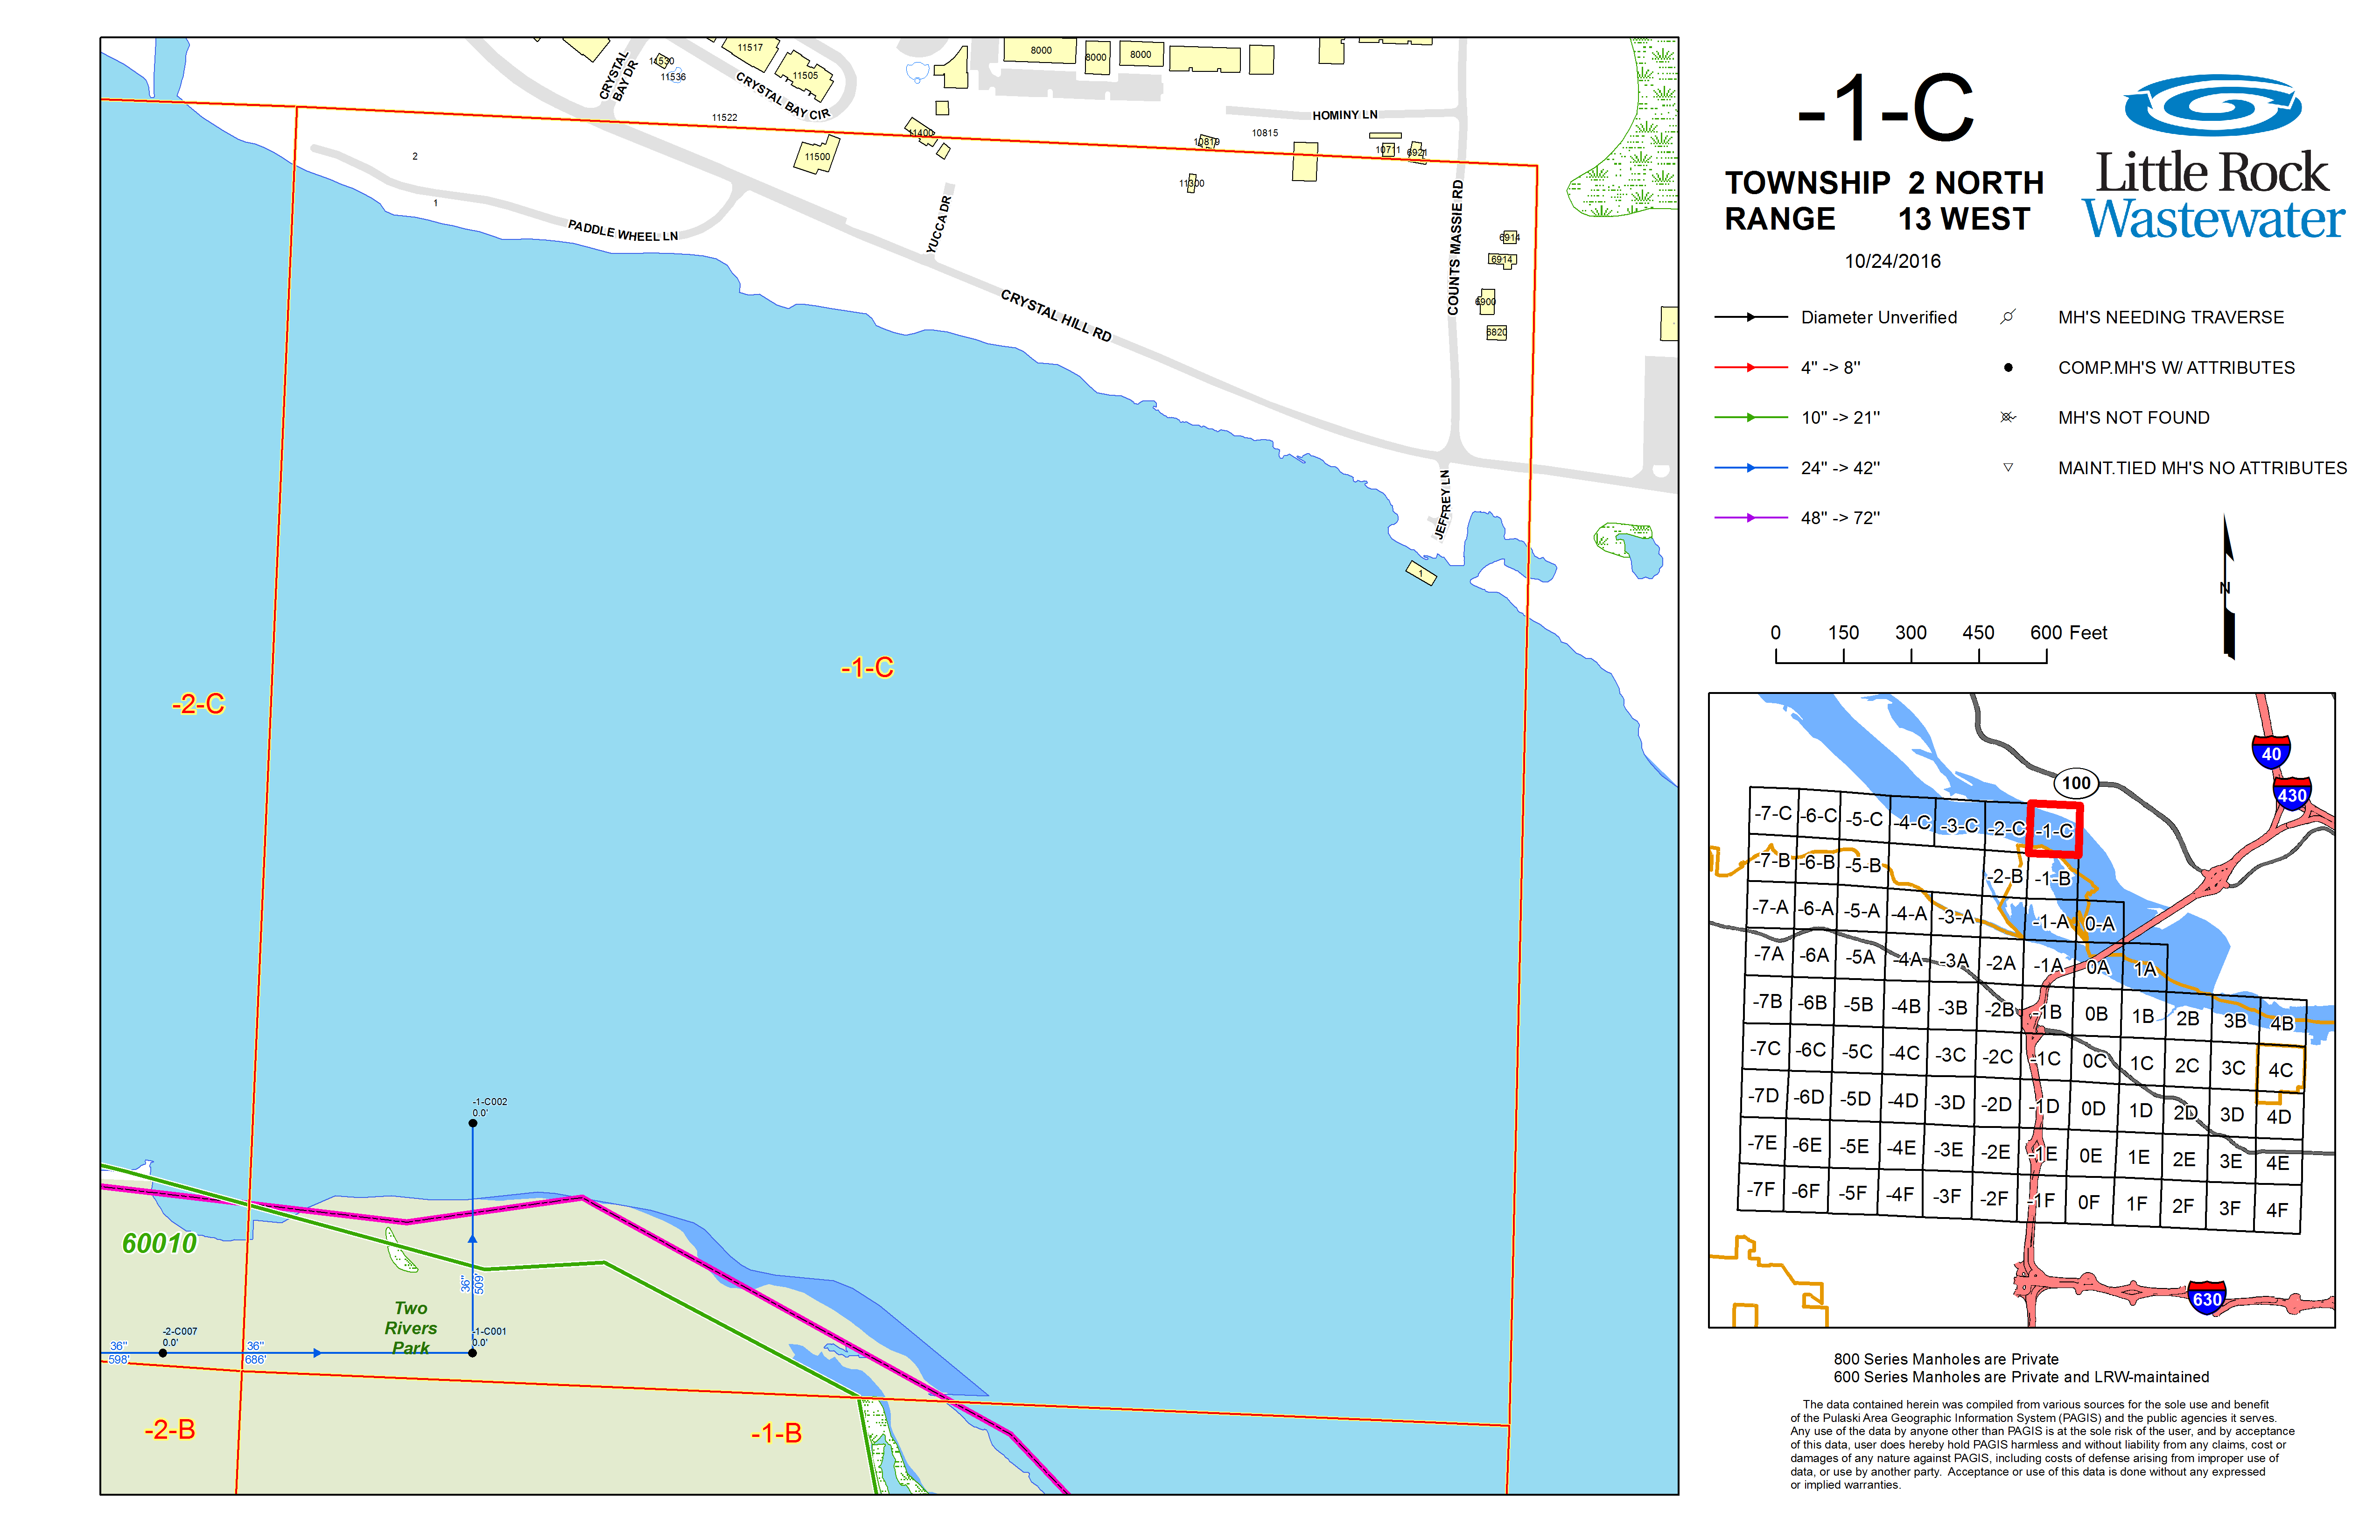 -1-C
TOWNSHIP 2 NORTH
RANGE 13 WEST
10/24/2016
Little Rock
Wastewater
Diameter Unverified
4" -> 8"
10" -> 21"
24" -> 42"
48" -> 72"
MH'S NEEDING TRAVERSE
COMP.MH'S W/ ATTRIBUTES
MH'S NOT FOUND
MAINT.TIED MH'S NO ATTRIBUTES
N
0 150 300 450 600 Feet
CRYSTAL
BAY DR
11530
11536
11517
11505
CRYSTAL BAY CIR
8000
8000
8000
11522
11500
11400
HOMINY LN
10819
10815
10711
6921
11300
2
1
PADDLE WHEEL LN
YUCCA DR
CRYSTAL HILL RD
COUNTS MASSIE RD
6914
6914
6900
6820
JEFFREY LN
1
-2-C
-1-C
-1-C002
0.0'
60010
36"
509'
Two
Rivers
Park
-2-C007
0.0'
-1-C001
0.0'
36"
598'
36"
686'
-2-B
-1-B
40
430
100
-7-C -6-C -5-C -4-C -3-C -2-C -1-C
-7-B -6-B -5-B -2-B -1-B
-7-A -6-A -5-A -4-A -3-A -1-A 0-A
-7A -6A -5A -4A -3A -2A -1A 0A 1A
-7B -6B -5B -4B -3B -2B -1B 0B 1B 2B 3B 4B
-7C -6C -5C -4C -3C -2C -1C 0C 1C 2C 3C 4C
-7D -6D -5D -4D -3D -2D -1D 0D 1D 2D 3D 4D
-7E -6E -5E -4E -3E -2E -1E 0E 1E 2E 3E 4E
-7F -6F -5F -4F -3F -2F -1F 0F 1F 2F 3F 4F
630
800 Series Manholes are Private
600 Series Manholes are Private and LRW-maintained
The data contained herein was compiled from various sources for the sole use and benefit
of the Pulaski Area Geographic Information System (PAGIS) and the public agencies it serves.
Any use of the data by anyone other than PAGIS is at the sole risk of the user, and by acceptance
of this data, user does hereby hold PAGIS harmless and without liability from any claims, cost or
damages of any nature against PAGIS, including costs of defense arising from improper use of
data, or use by another party. Acceptance or use of this data is done without any expressed
or implied warranties.